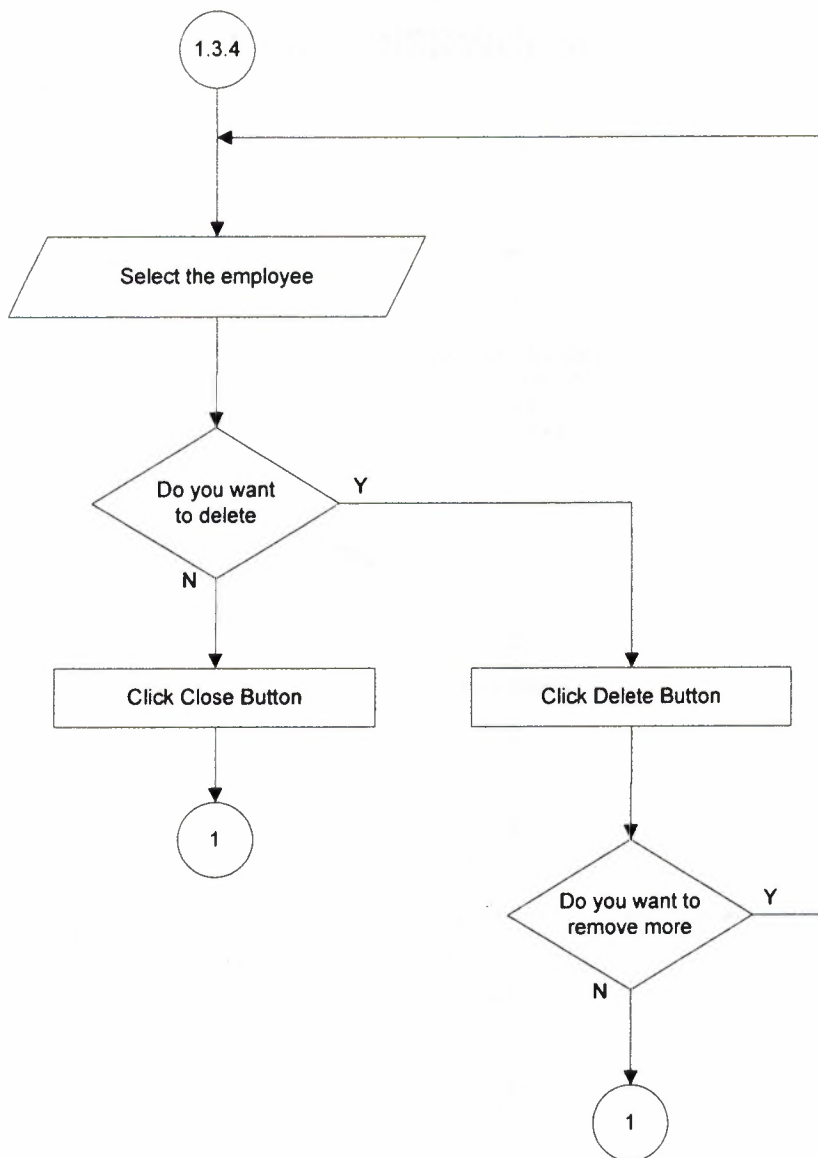 1.3.4
Select the employee
Do you want
to delete
Y
N
Click Close Button
Click Delete Button
1
Do you want to
remove more
Y
N
1